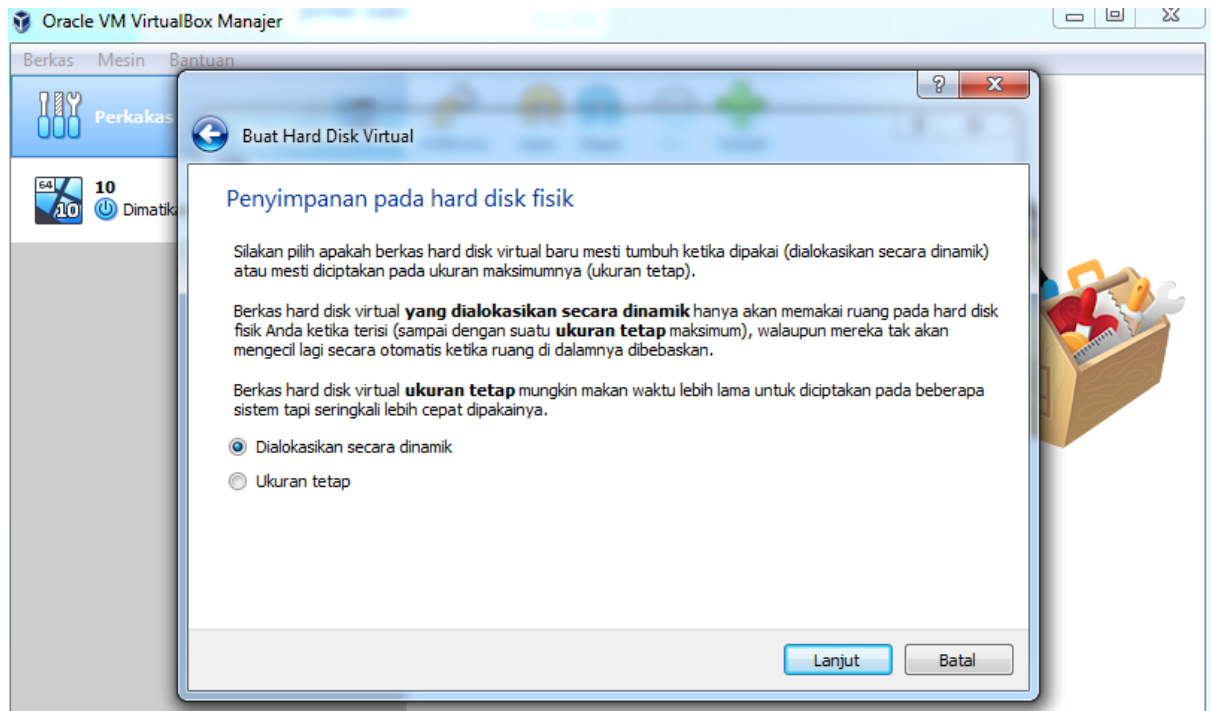 Oracle VM VirtualBox Manajer
Berkas Mesin Bantuan
Perkakas
Buat Hard Disk Virtual
64
10
10
Dimatik
Penyimpanan pada hard disk fisik
Silakan pilih apakah berkas hard disk virtual baru mesti tumbuh ketika dipakai (dialokasikan secara dinamik)
atau mesti diciptakan pada ukuran maksimumnya (ukuran tetap).
Berkas hard disk virtual yang dialokasikan secara dinamik hanya akan memakai ruang pada hard disk
fisik Anda ketika terisi (sampai dengan suatu ukuran tetap maksimum), walaupun mereka tak akan
mengecil lagi secara otomatis ketika ruang di dalamnya dibebaskan.
Berkas hard disk virtual ukuran tetap mungkin makan waktu lebih lama untuk diciptakan pada beberapa
sistem tapi seringkali lebih cepat dipakainya.
Dialokasikan secara dinamik
Ukuran tetap
Lanjut Batal